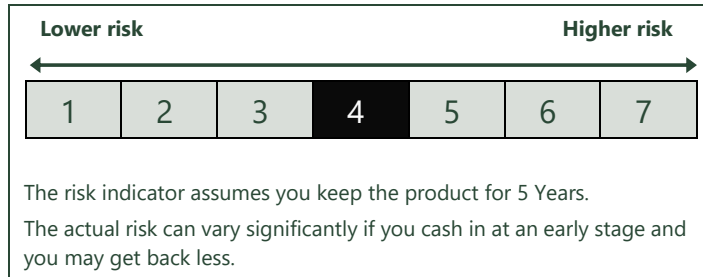 Lower risk Higher risk
1 2 3 4 5 6 7
The risk indicator assumes you keep the product for 5 Years.
The actual risk can vary significantly if you cash in at an early stage and
you may get back less.